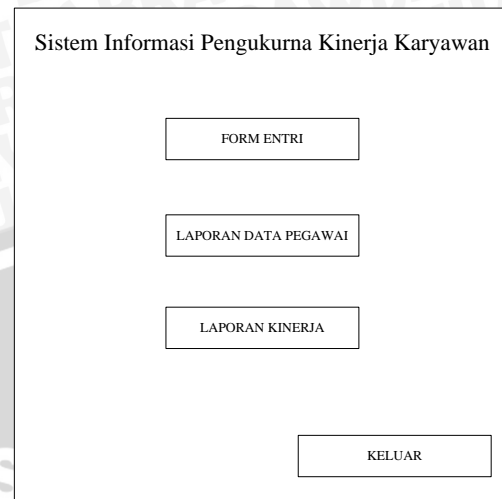 Sistem Informasi Pengukurna Kinerja Karyawan
FORM ENTRI
LAPORAN DATA PEGAWAI
LAPORAN KINERJA
KELUAR